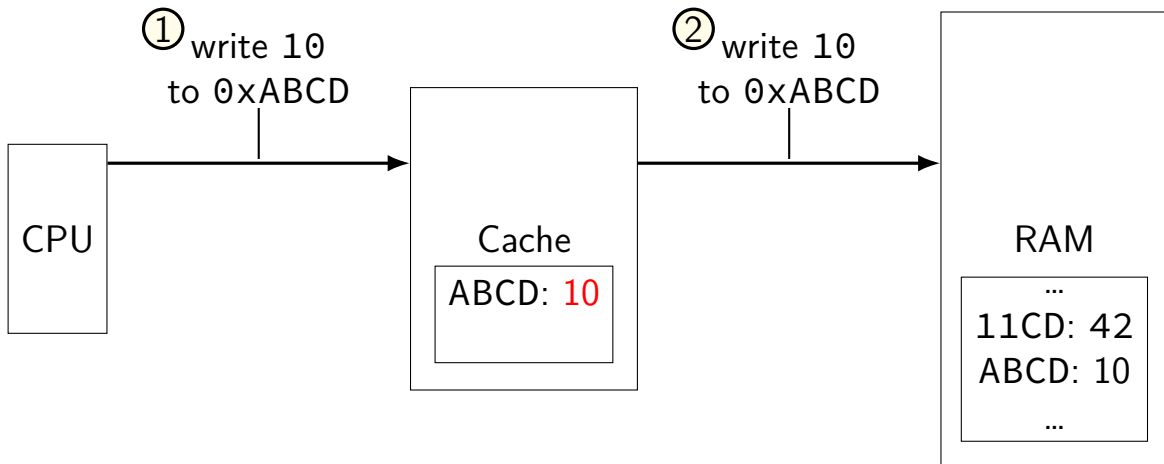 1
write 10
to 0xABCD
2
write 10
to 0xABCD
CPU
Cache
ABCD: 10
RAM
...
11CD: 42
ABCD: 10
...